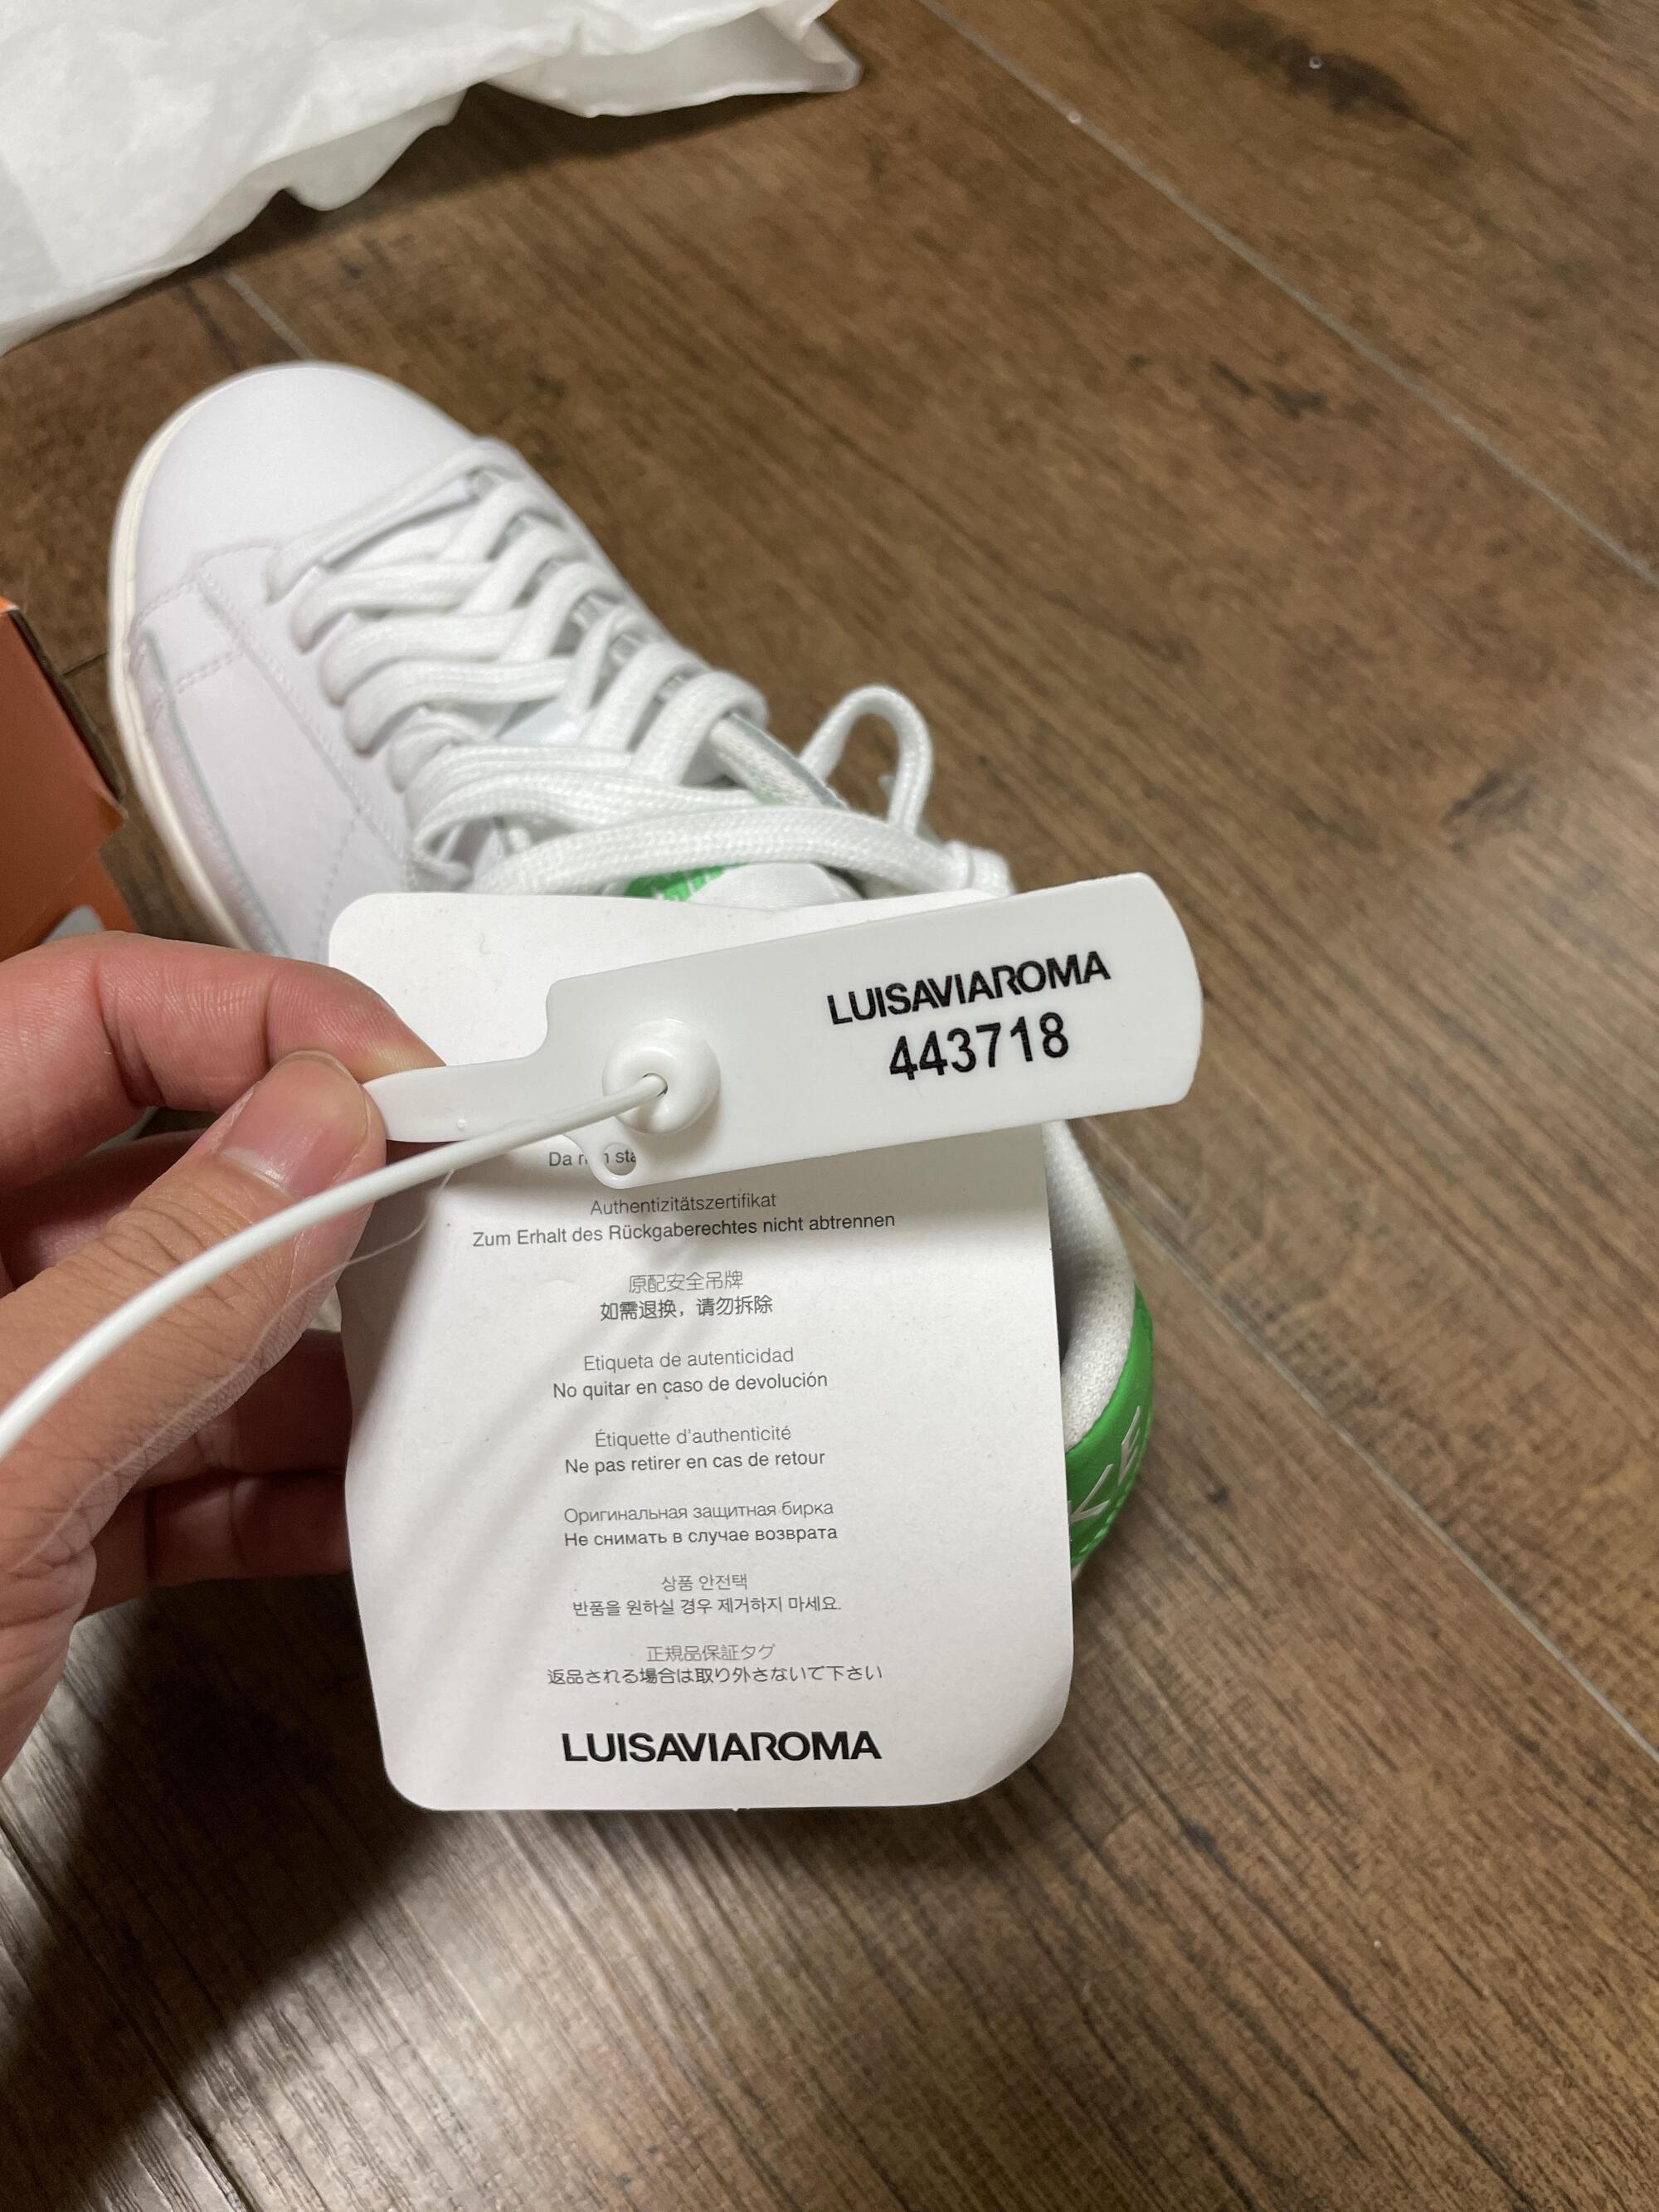 LUISAVIAROMA
443718
Da
Authentizitätszertifikat
Zum Erhalt des Rückgaberechtes nicht abtrennen
原配安全吊牌
如需退换，请勿拆除
Etiqueta de autenticidad
No quitar en caso de devolución
Étiquette d'authenticité
Ne pas retirer en cas de retour
Оригинальная защитная бирка
Не снимать в случае возврата
상품 안전택
반품을 원하실 경우 제거하지 마세요.
正規品保証タグ
返品される場合は取り外さないで下さい
LUISAVIAROMA